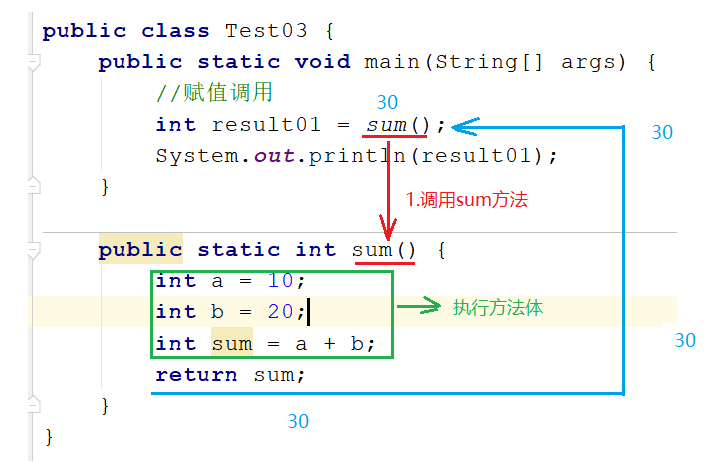 public class Test03 {
public static void main(String[] args) {
//赋值调用
30
int result01 = sum();
30
System.out.println(result01);
}
1.调用sum方法
public static int sum() {
int a = 10;
int b = 20;
执行方法体
int sum = a + b;
30
return sum;
}
30
}